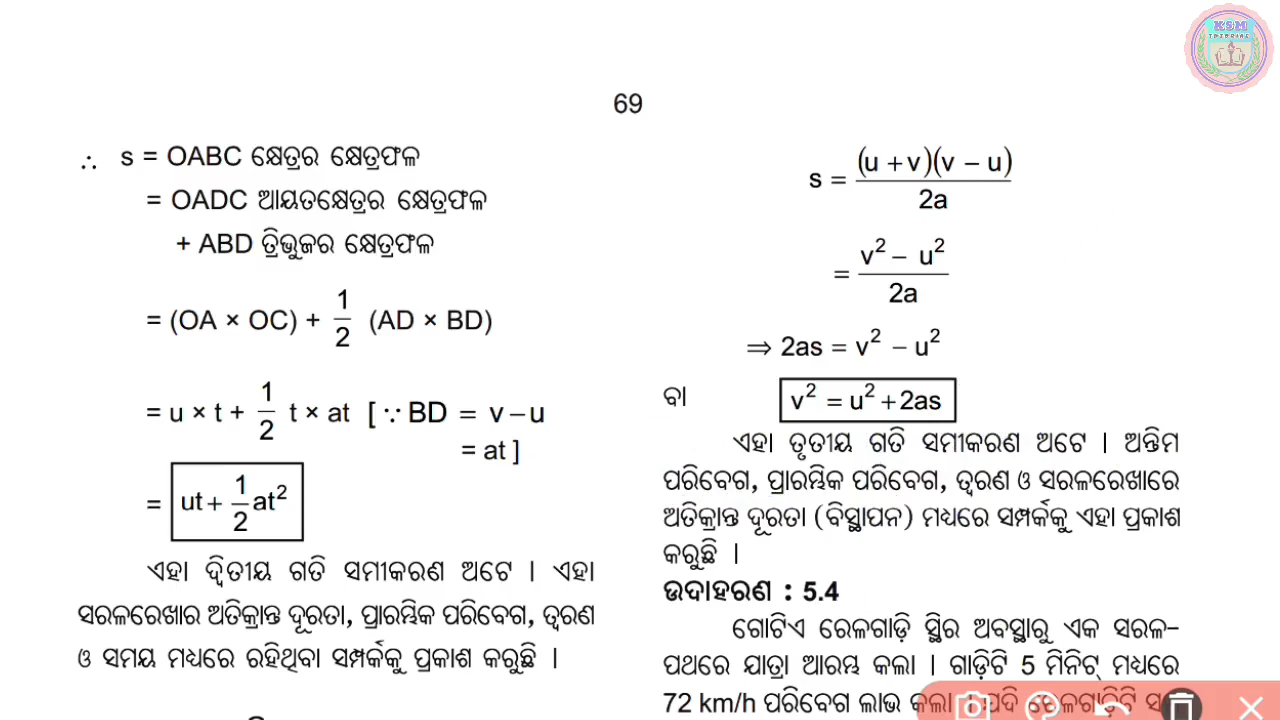 KSM
69
∴ s = OABC କ୍ଷେତ୍ରର କ୍ଷେତ୍ରଫଳ
= OADC ଆୟତକ୍ଷେତ୍ରର କ୍ଷେତ୍ରଫଳ
+ ABD ତ୍ରିଭୁଜର କ୍ଷେତ୍ରଫଳ
= (OA × OC) + 1/2 (AD × BD)
= u × t + 1/2 t × at [ ∵ BD = v – u
= at ]
= ut + 1/2 at²
ଏହା ଦ୍ୱିତୀୟ ଗତି ସମୀକରଣ ଅଟେ । ଏହା
ସରଳରେଖାର ଅତିକ୍ରାନ୍ତ ଦୂରତା, ପ୍ରାରମ୍ଭିକ ପରିବେଗ, ତ୍ୱରଣ
ଓ ସମୟ ମଧ୍ୟରେ ରହିଥିବା ସମ୍ପର୍କକୁ ପ୍ରକାଶ କରୁଛି ।
s = (u + v)(v – u) / 2a
= v² – u² / 2a
⇒ 2as = v² – u²
ବା v² = u² + 2as
ଏହା ତୃତୀୟ ଗତି ସମୀକରଣ ଅଟେ । ଅନ୍ତିମ
ପରିବେଗ, ପ୍ରାରମ୍ଭିକ ପରିବେଗ, ତ୍ୱରଣ ଓ ସରଳରେଖାରେ
ଅତିକ୍ରାନ୍ତ ଦୂରତା (ବିସ୍ଥାପନ) ମଧ୍ୟରେ ସମ୍ପର୍କକୁ ଏହା ପ୍ରକାଶ
କରୁଛି ।
ଉଦାହରଣ : 5.4
ଗୋଟିଏ ରେଳଗାଡ଼ି ସ୍ଥିର ଅବସ୍ଥାରୁ ଏକ ସରଳ-
ପଥରେ ଯାତ୍ରା ଆରମ୍ଭ କଲା । ଗାଡ଼ିଟି 5 ମିନିଟ୍ ମଧ୍ୟରେ
72 km/h ପରିବେଗ ଲାଭ କଲା । ଯଦି ରେଳଗାଡ଼ିଟି